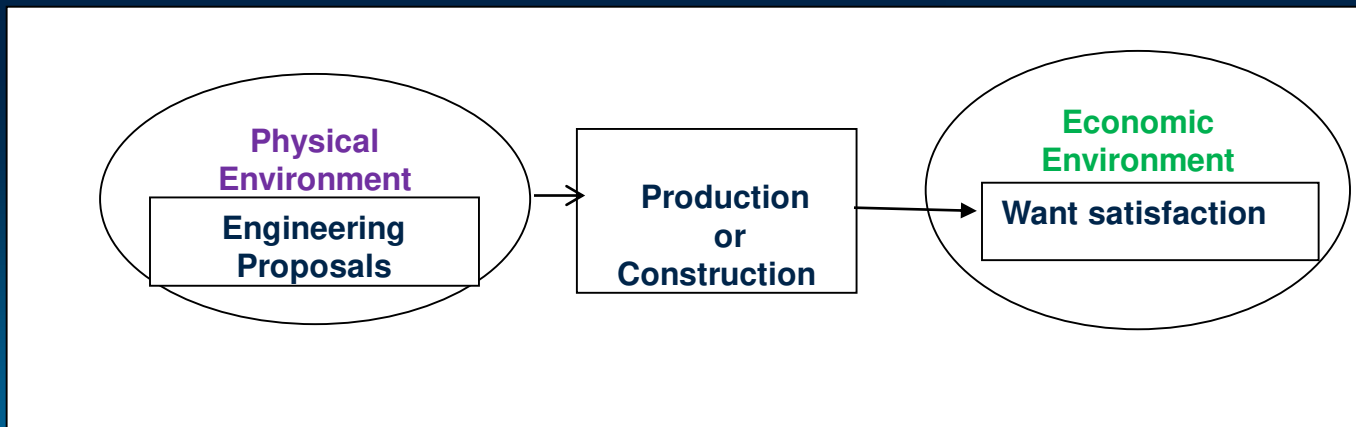 Physical
Environment
Engineering
Proposals
Production
or
Construction
Economic
Environment
Want satisfaction